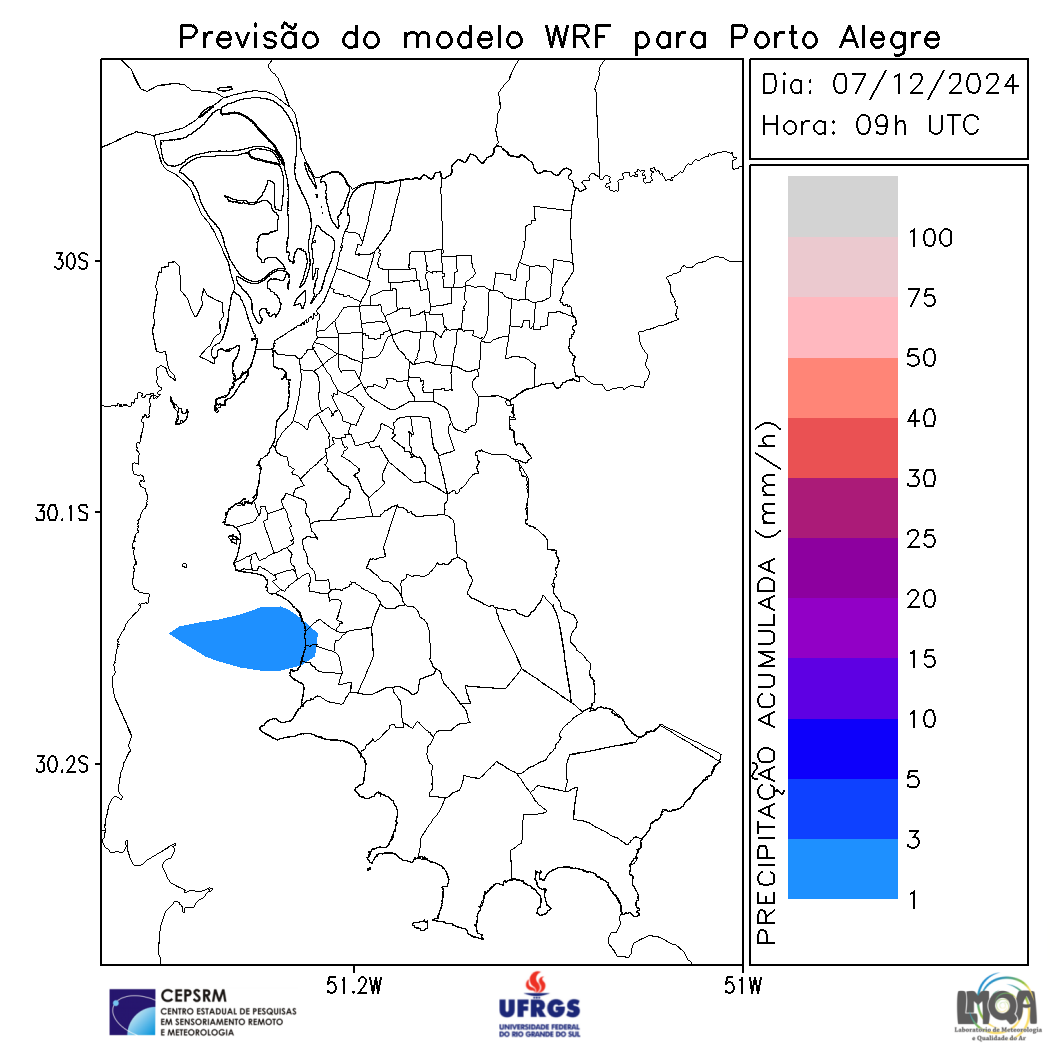 Previsão do modelo WRF para Porto Alegre
Dia: 07/12/2024
Hora: 09h UTC
30S
30.1S
30.2S
51.2W
51W
PRECIPITAÇÃO ACUMULADA (mm/h)
100
75
50
40
30
25
20
15
10
5
3
1
CEPSRM
CENTRO ESTADUAL DE PESQUISAS
EM SENSORIAMENTO REMOTO
E METEOROLOGIA
UFRGS
UNIVERSIDADE FEDERAL
DO RIO GRANDE DO SUL
LMQA
Laboratório de Meteorologia
e Qualidade do Ar